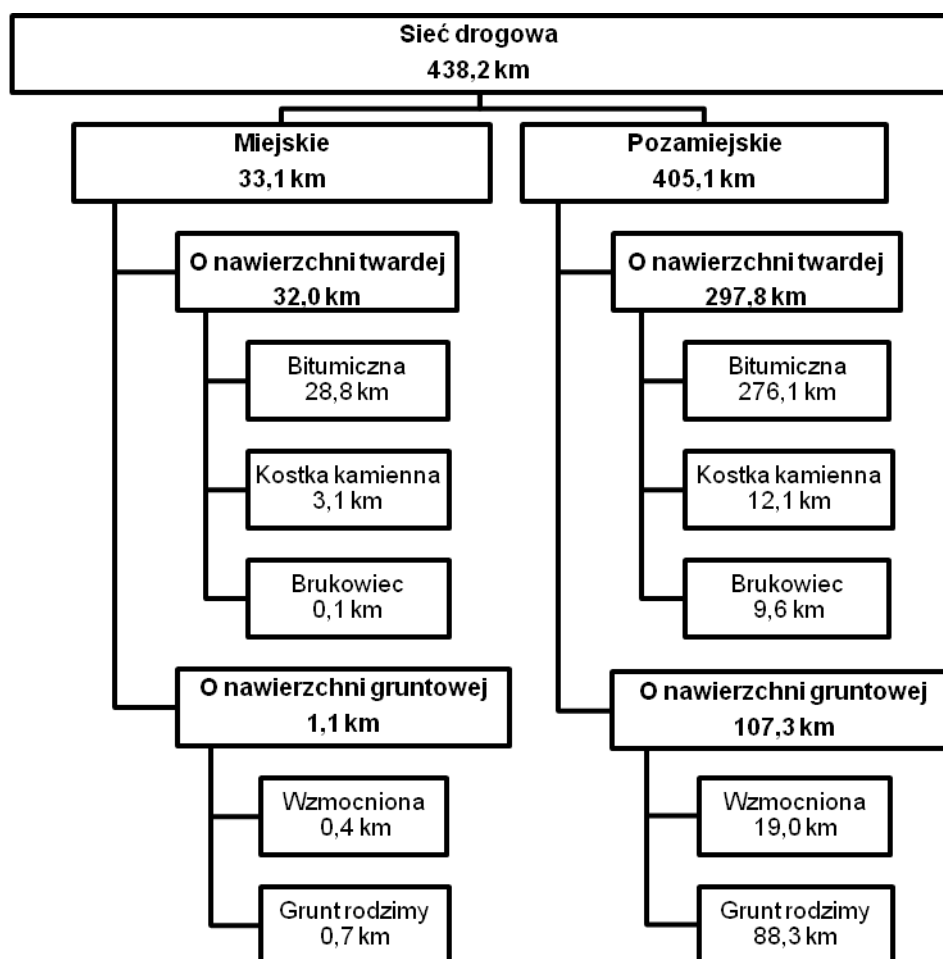 Sieć drogowa
438,2 km
Miejskie
33,1 km
Pozamiejskie
405,1 km
O nawierzchni twardej
32,0 km
O nawierzchni twardej
297,8 km
Bitumiczna
28,8 km
Bitumiczna
276,1 km
Kostka kamienna
3,1 km
Kostka kamienna
12,1 km
Brukowiec
0,1 km
Brukowiec
9,6 km
O nawierzchni gruntowej
1,1 km
O nawierzchni gruntowej
107,3 km
Wzmocniona
0,4 km
Wzmocniona
19,0 km
Grunt rodzimy
0,7 km
Grunt rodzimy
88,3 km